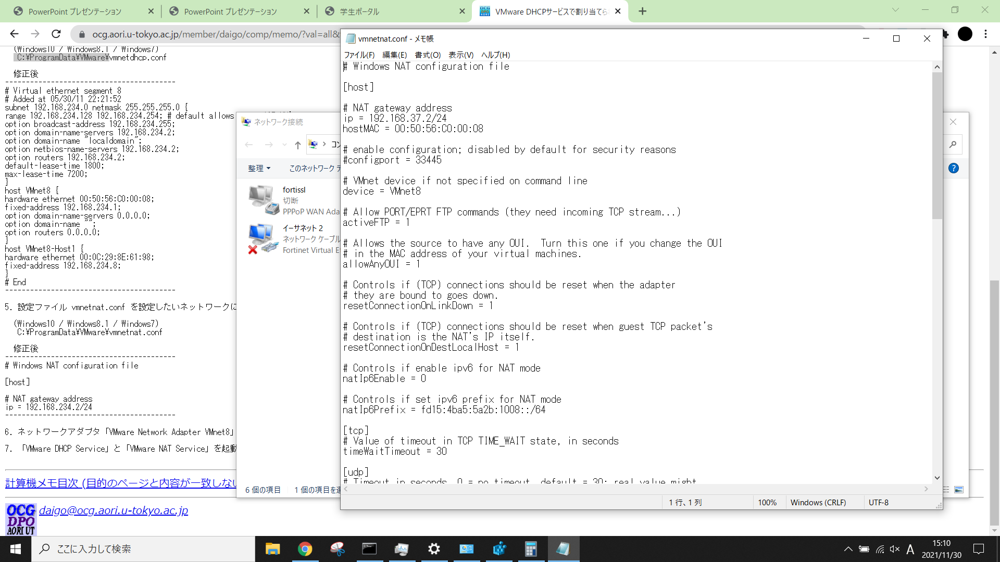 PowerPoint プレゼンテーション
PowerPoint プレゼンテーション
学生ポータル
VMware DHCPサービスで割り当てら
ocg.aori.u-tokyo.ac.jp/member/daigo/comp/memo/?val=all&
(Windows10 / Windows8.1 / Windows7)
C:¥ProgramData¥VMware¥vmnetdhcp.conf
修正後
----------------------------------------
# Virtual ethernet segment 8
# Added at 05/30/11 22:21:52
subnet 192.168.234.0 netmask 255.255.255.0 {
range 192.168.234.128 192.168.234.254; # default allows
option broadcast-address 192.168.234.255;
option domain-name-servers 192.168.234.2;
option domain-name "localdomain";
option netbios-name-servers 192.168.234.2;
option routers 192.168.234.2;
default-lease-time 1800;
max-lease-time 7200;
}
host VMnet8 {
hardware ethernet 00:50:56:C0:00:08;
fixed-address 192.168.234.1;
option domain-name-servers 0.0.0.0;
option domain-name "";
option routers 0.0.0.0;
}
host VMnet8-Host1 {
hardware ethernet 00:0C:29:8E:61:98;
fixed-address 192.168.234.8;
}
# End
----------------------------------------
5. 設定ファイル vmnetnat.conf を設定したいネットワークに
(Windows10 / Windows8.1 / Windows7)
C:¥ProgramData¥VMware¥vmnetnat.conf
修正後
----------------------------------------
# Windows NAT configuration file
[host]
# NAT gateway address
ip = 192.168.234.2/24
----------------------------------------
6. ネットワークアダプタ「VMware Network Adapter VMnet8」
7. 「VMware DHCP Service」と「VMware NAT Service」を起動
計算機メモ目次 (目的のページと内容が一致しない
OCG
DPO
AORI UT
daigo@ocg.aori.u-tokyo.ac.jp
ネットワーク接続
コン
整理
このネットワーク デ
fortissl
切断
PPPoP WAN Ada
イーサネット 2
ネットワーク ケーブル
Fortinet Virtual E
6 個の項目
1 個の項目を選
vmnetnat.conf - メモ帳
ファイル(F) 編集(E) 書式(O) 表示(V) ヘルプ(H)
# Windows NAT configuration file
[host]
# NAT gateway address
ip = 192.168.37.2/24
hostMAC = 00:50:56:C0:00:08
# enable configuration; disabled by default for security reasons
#configport = 33445
# VMnet device if not specified on command line
device = VMnet8
# Allow PORT/EPRT FTP commands (they need incoming TCP stream...)
activeFTP = 1
# Allows the source to have any OUI.  Turn this one if you change the OUI
# in the MAC address of your virtual machines.
allowAnyOUI = 1
# Controls if (TCP) connections should be reset when the adapter
# they are bound to goes down.
resetConnectionOnLinkDown = 1
# Controls if (TCP) connections should be reset when guest TCP packet's
# destination is the NAT's IP itself.
resetConnectionOnDestLocalHost = 1
# Controls if enable ipv6 for NAT mode
natIp6Enable = 0
# Controls if set ipv6 prefix for NAT mode
natIp6Prefix = fd15:4ba5:5a2b:1008::/64
[tcp]
# Value of timeout in TCP TIME_WAIT state, in seconds
timeWaitTimeout = 30
[udp]
# Timeout in seconds, 0 = no timeout, default = 30; real value might
1 行、1 列
100%
Windows (CRLF)
UTF-8
ここに入力して検索
A
15:10
2021/11/30